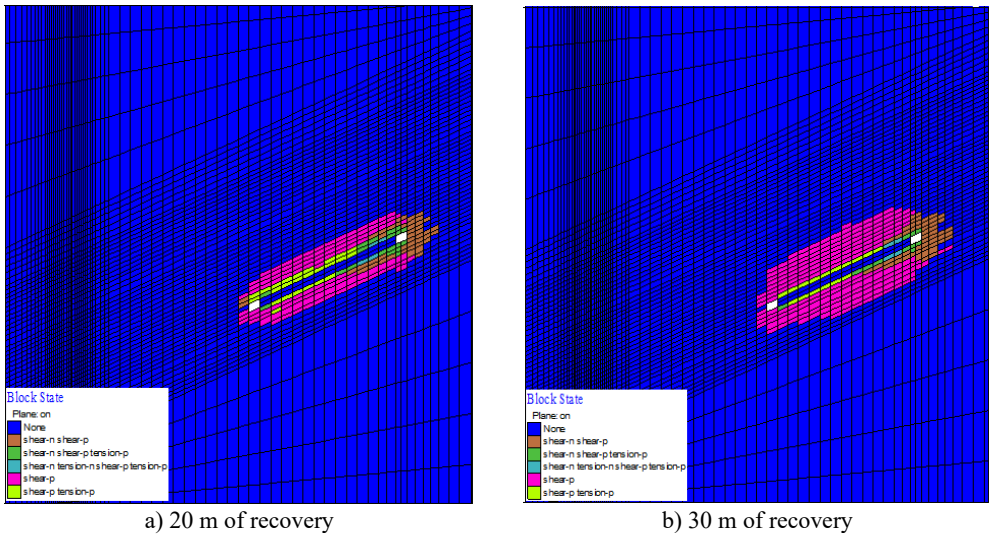 Block State
Plane: on
None
shear-n shear-p
shear-n shear-p tension-p
shear-n tension-n shear-p tension-p
shear-p
shear-p tension-p
a) 20 m of recovery
Block State
Plane: on
None
shear-n shear-p
shear-n shear-p tension-p
shear-n tension-n shear-p tension-p
shear-p
shear-p tension-p
b) 30 m of recovery